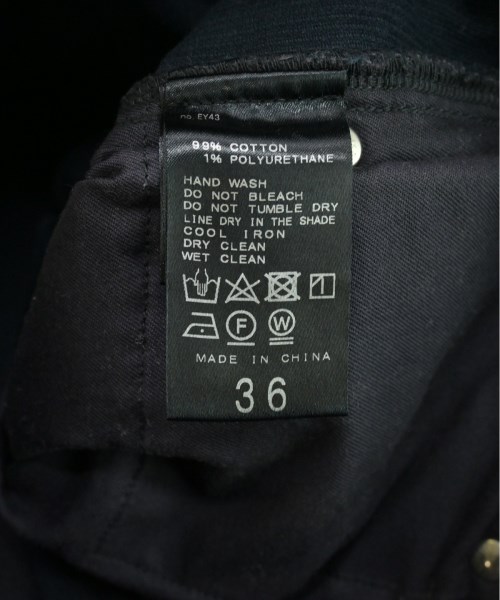 no. EY43
99% COTTON
1% POLYURETHANE
HAND WASH
DO NOT BLEACH
DO NOT TUMBLE DRY
LINE DRY IN THE SHADE
COOL IRON
DRY CLEAN
WET CLEAN
F W
MADE IN CHINA
36